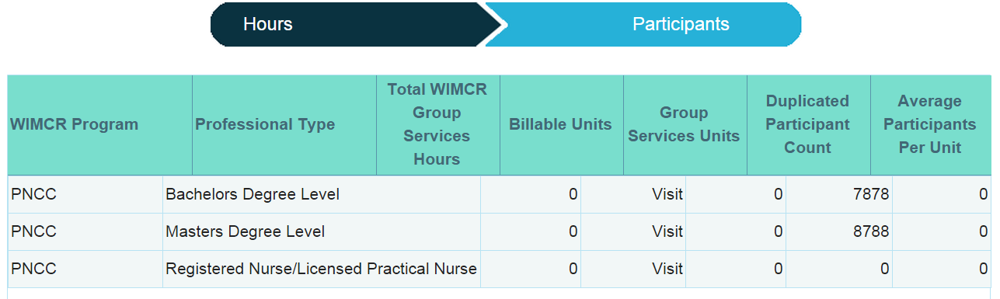 Hours Participants
WIMCR Program Professional Type Total WIMCR Group Services Hours Billable Units Group Services Units Duplicated Participant Count Average Participants Per Unit
PNCC Bachelors Degree Level 0 Visit 0 7878 0
PNCC Masters Degree Level 0 Visit 0 8788 0
PNCC Registered Nurse/Licensed Practical Nurse 0 Visit 0 0 0